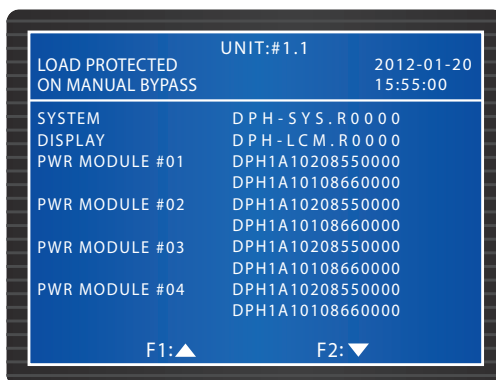 UNIT:#1.1
LOAD PROTECTED 2012-01-20
ON MANUAL BYPASS 15:55:00
SYSTEM DPH-SYS.R0000
DISPLAY DPH-LCM.R0000
PWR MODULE #01 DPH1A10208550000
DPH1A10108660000
PWR MODULE #02 DPH1A10208550000
DPH1A10108660000
PWR MODULE #03 DPH1A10208550000
DPH1A10108660000
PWR MODULE #04 DPH1A10208550000
DPH1A10108660000
F1:▲ F2:▼